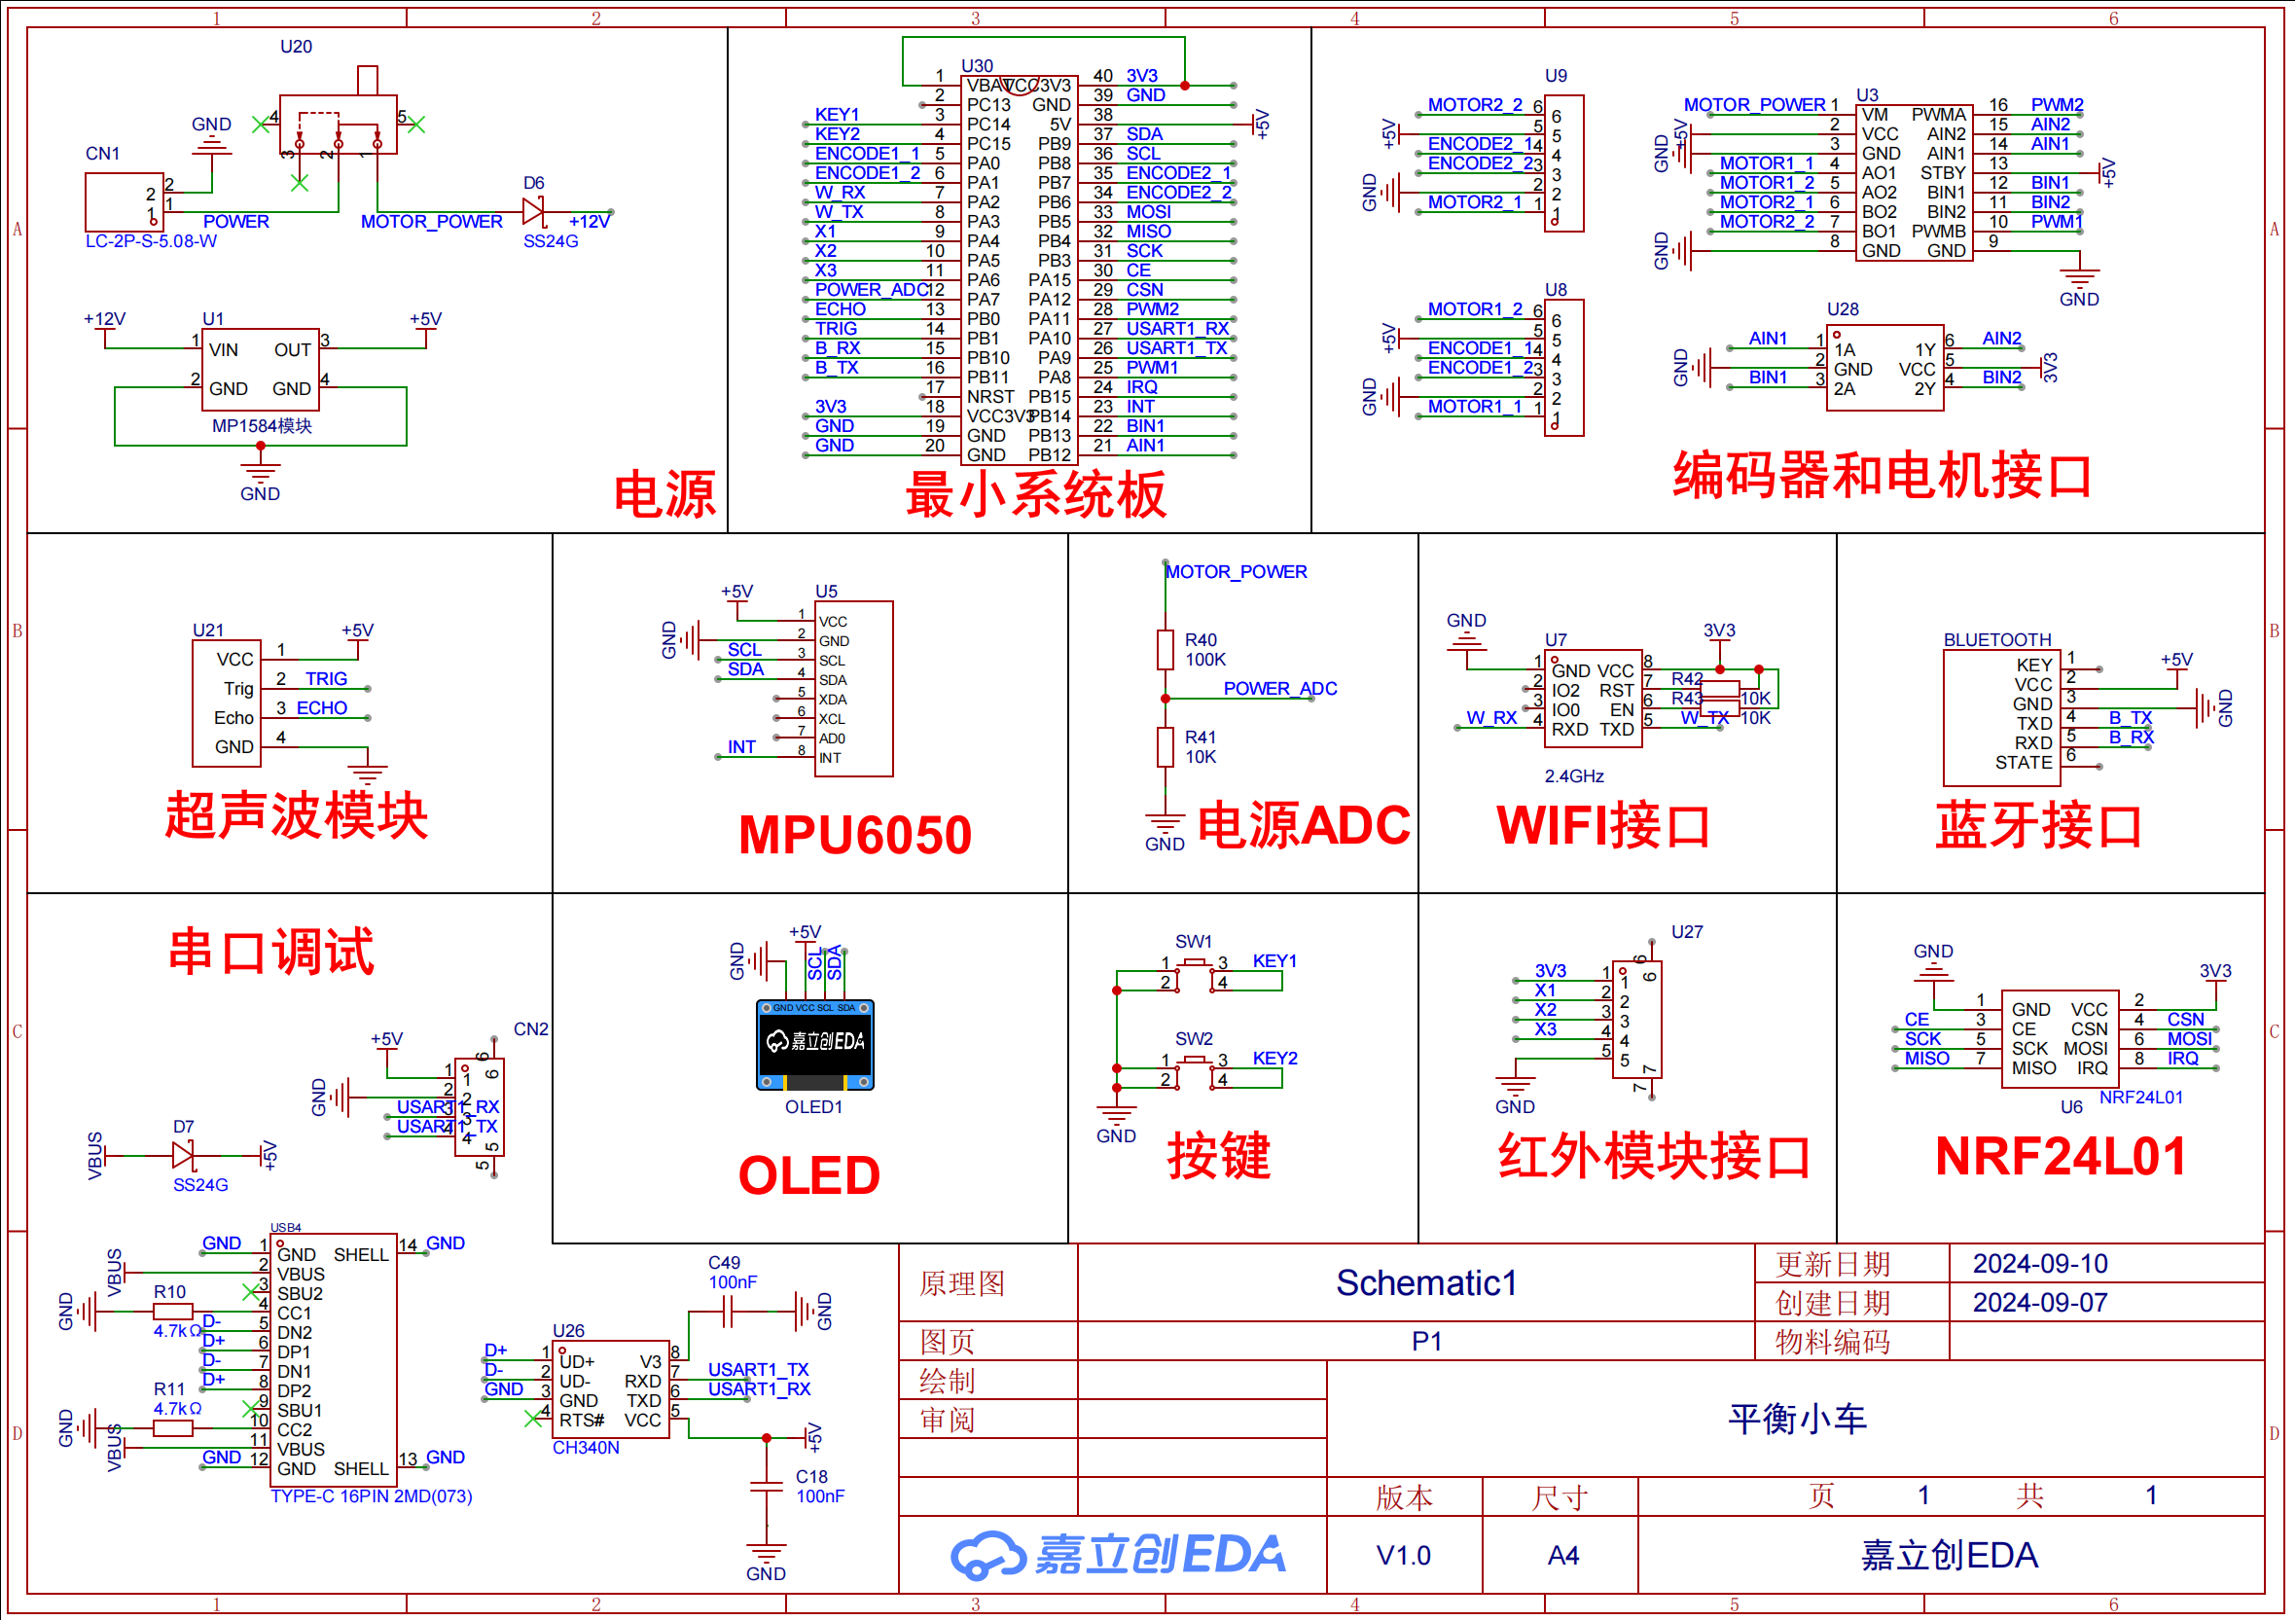 1 2 3 4 5 6
A
B
C
D
U20
4
5
3
2
1
GND
CN1
2 2
1 1
POWER
LC-2P-S-5.08-W
MOTOR_POWER
D6
SS24G
+12V
+12V
U1
+5V
1 VIN OUT 3
2 GND GND 4
MP1584模块
GND
电源
U30
1 VBAT VCC3V3 40 3V3
2 PC13 GND 39 GND
KEY1 3 PC14 5V 38 +5V
KEY2 4 PC15 PB9 37 SDA
ENCODE1_1 5 PA0 PB8 36 SCL
ENCODE1_2 6 PA1 PB7 35 ENCODE2_1
W_RX 7 PA2 PB6 34 ENCODE2_2
W_TX 8 PA3 PB5 33 MOSI
X1 9 PA4 PB4 32 MISO
X2 10 PA5 PB3 31 SCK
X3 11 PA6 PA15 30 CE
POWER_ADC 12 PA7 PA12 29 CSN
ECHO 13 PB0 PA11 28 PWM2
TRIG 14 PB1 PA10 27 USART1_RX
B_RX 15 PB10 PA9 26 USART1_TX
B_TX 16 PB11 PA8 25 PWM1
17 NRST PB15 24 IRQ
3V3 18 VCC3V3 PB14 23 INT
GND 19 GND PB13 22 BIN1
GND 20 GND PB12 21 AIN1
最小系统板
U9
MOTOR2_2 6 6
+5V 5 5
ENCODE2_1 4 4
ENCODE2_2 3 3
GND 2 2
MOTOR2_1 1 1
U8
MOTOR1_2 6 6
+5V 5 5
ENCODE1_1 4 4
ENCODE1_2 3 3
GND 2 2
MOTOR1_1 1 1
U3
MOTOR_POWER 1 VM PWMA 16 PWM2
+5V 2 VCC AIN2 15 AIN2
GND 3 GND AIN1 14 AIN1
MOTOR1_1 4 AO1 STBY 13 +5V
MOTOR1_2 5 AO2 BIN1 12 BIN1
MOTOR2_1 6 BO2 BIN2 11 BIN2
MOTOR2_2 7 BO1 PWMB 10 PWM1
GND 8 GND GND 9
GND
U28
AIN1 1 1A 1Y 6 AIN2
GND 2 GND VCC 5 3V3
BIN1 3 2A 2Y 4 BIN2
编码器和电机接口
U21
+5V
VCC 1
Trig 2 TRIG
Echo 3 ECHO
GND 4
超声波模块
+5V
U5
1 VCC
GND 2 GND
SCL 3 SCL
SDA 4 SDA
5 XDA
6 XCL
7 AD0
INT 8 INT
MPU6050
MOTOR_POWER
R40
100K
POWER_ADC
R41
10K
GND
电源ADC
GND
3V3
U7
1 GND VCC 8
2 IO2 RST 7 R42 10K
3 IO0 EN 6 R43 10K
W_RX 4 RXD TXD 5 W_TX
2.4GHz
WIFI接口
BLUETOOTH
KEY 1
VCC 2 +5V
GND 3 GND
TXD 4 B_TX
RXD 5 B_RX
STATE 6
蓝牙接口
串口调试
CN2
+5V 1 1
GND 2 2
USART1_RX 3 3
USART1_TX 4 4
6 6
5 5
D7
VBUS +5V
SS24G
USB4
GND 1 GND SHELL 14 GND
VBUS 2 VBUS
3 SBU2
GND R10 4.7kΩ 4 CC1
D- 5 DN2
D+ 6 DP1
D- 7 DN1
D+ 8 DP2
9 SBU1
GND R11 4.7kΩ 10 CC2
VBUS 11 VBUS
GND 12 GND SHELL 13 GND
TYPE-C 16PIN 2MD(073)
C49
100nF
GND
U26
D+ 1 UD+ V3 8
D- 2 UD- RXD 7 USART1_TX
GND 3 GND TXD 6 USART1_RX
4 RTS# VCC 5 +5V
CH340N
C18
100nF
GND
GND +5V SCL SDA
GND VCC SCL SDA
嘉立创EDA
OLED1
OLED
SW1
1 3 KEY1
2 4
SW2
1 3 KEY2
2 4
GND
按键
U27
3V3 1 1
X1 2 2
X2 3 3
X3 4 4
5 5
6 6
7 7
GND
红外模块接口
GND
3V3
1 GND VCC 2
CE 3 CE CSN 4 CSN
SCK 5 SCK MOSI 6 MOSI
MISO 7 MISO IRQ 8 IRQ
U6
NRF24L01
NRF24L01
原理图 Schematic1 更新日期 2024-09-10
创建日期 2024-09-07
图页 P1 物料编码
绘制
审阅
平衡小车
版本 尺寸 页 1 共 1
嘉立创EDA V1.0 A4 嘉立创EDA
A
B
C
D
1 2 3 4 5 6